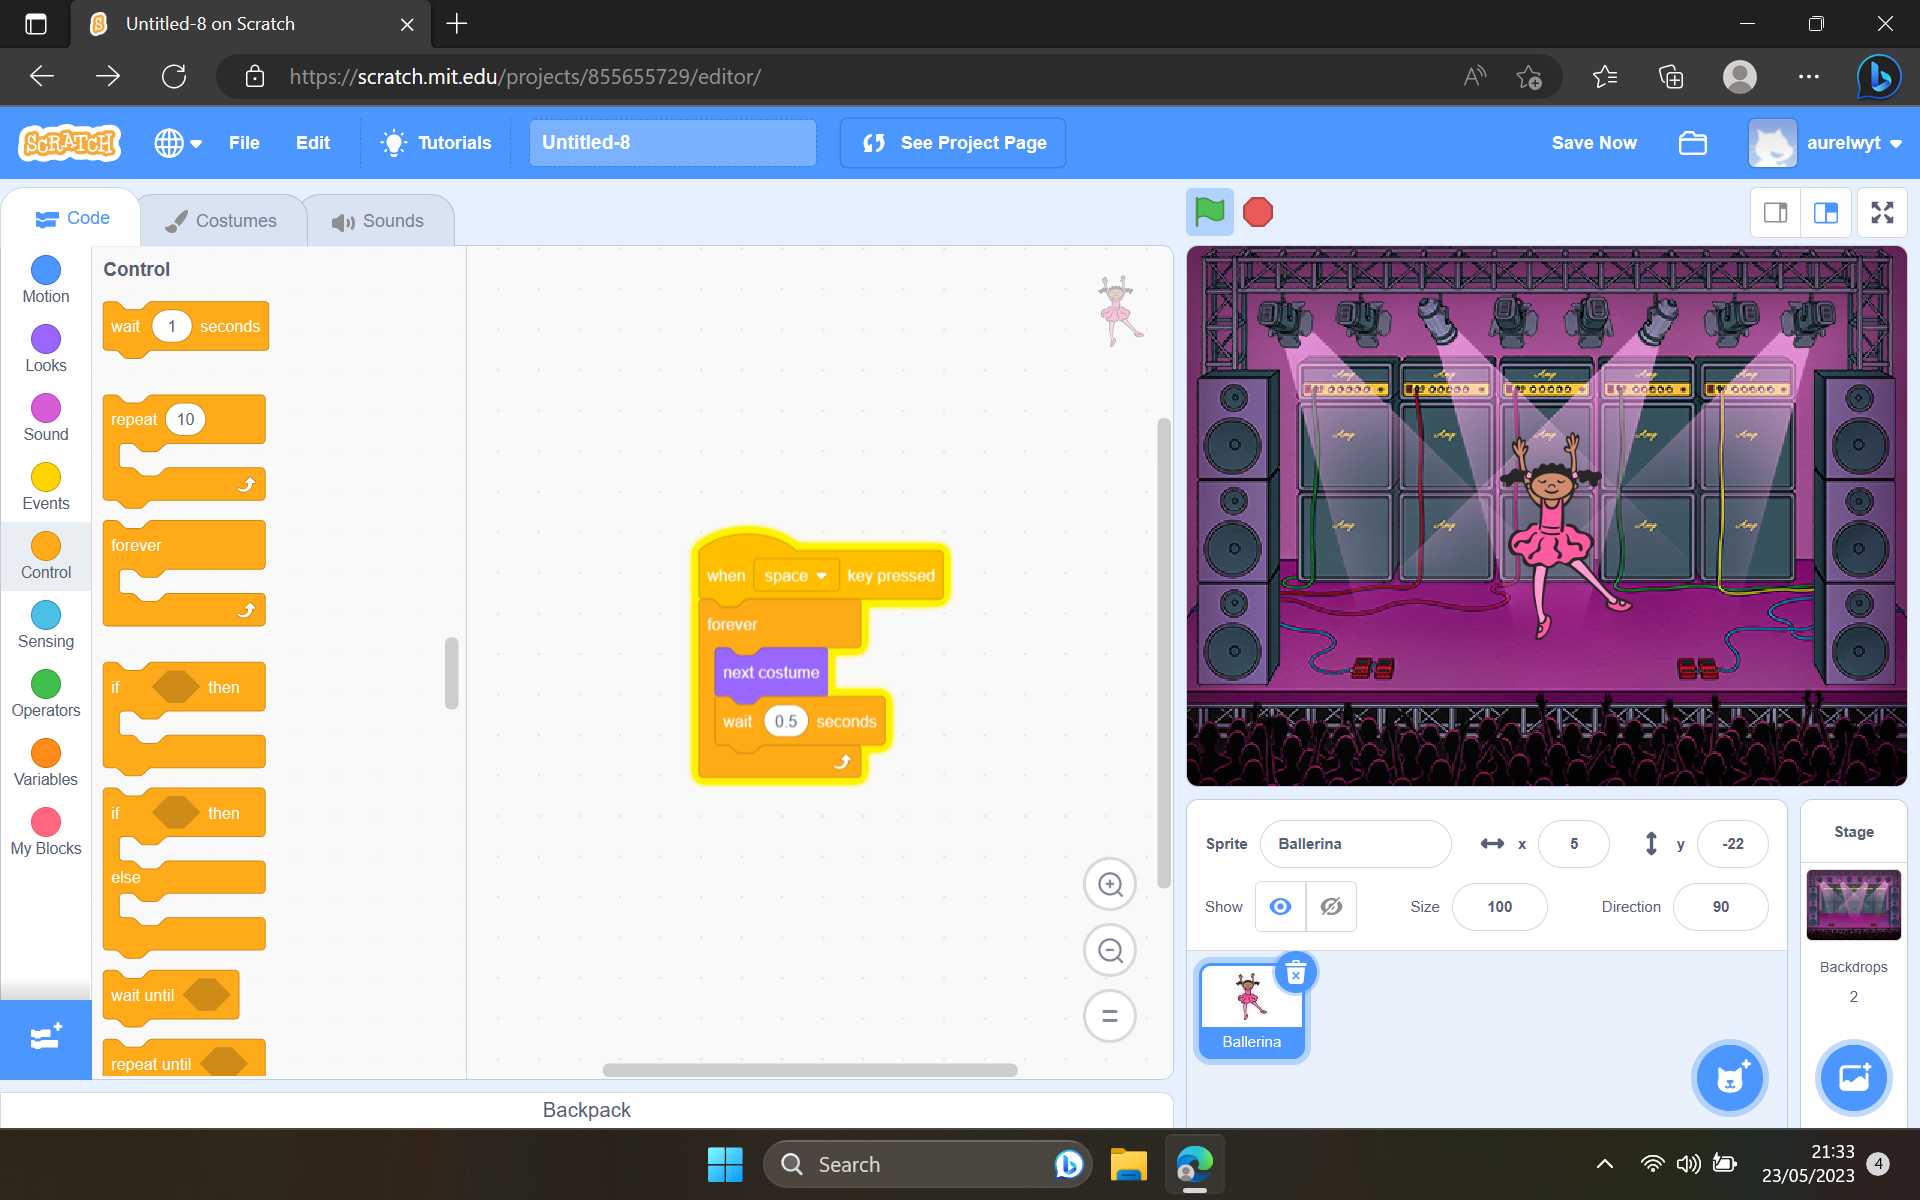 Untitled-8 on Scratch
https://scratch.mit.edu/projects/855655729/editor/
SCRATCH
File
Edit
Tutorials
Untitled-8
See Project Page
Save Now
aurelwyt
Code
Costumes
Sounds
Motion
Looks
Sound
Events
Control
Sensing
Operators
Variables
My Blocks
Control
wait 1 seconds
repeat 10
forever
if then
if then
else
wait until
repeat until
when space key pressed
forever
next costume
wait 0.5 seconds
Amp Amp Amp Amp Amp
Amp Amp Amp Amp Amp
Amp Amp Amp Amp
Sprite Ballerina x 5 y -22
Show Size 100 Direction 90
Ballerina
Stage
Backdrops
2
Backpack
Search
21:33
23/05/2023
4